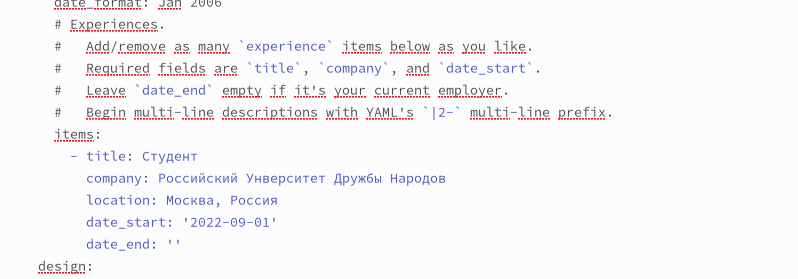 date_format: Jan 2006
# Experiences.
#   Add/remove as many `experience` items below as you like.
#   Required fields are `title`, `company`, and `date_start`.
#   Leave `date_end` empty if it's your current employer.
#   Begin multi-line descriptions with YAML's `|2-` multi-line prefix.
items:
  - title: Студент
    company: Российский Унверситет Дружбы Народов
    location: Москва, Россия
    date_start: '2022-09-01'
    date_end: ''
design: